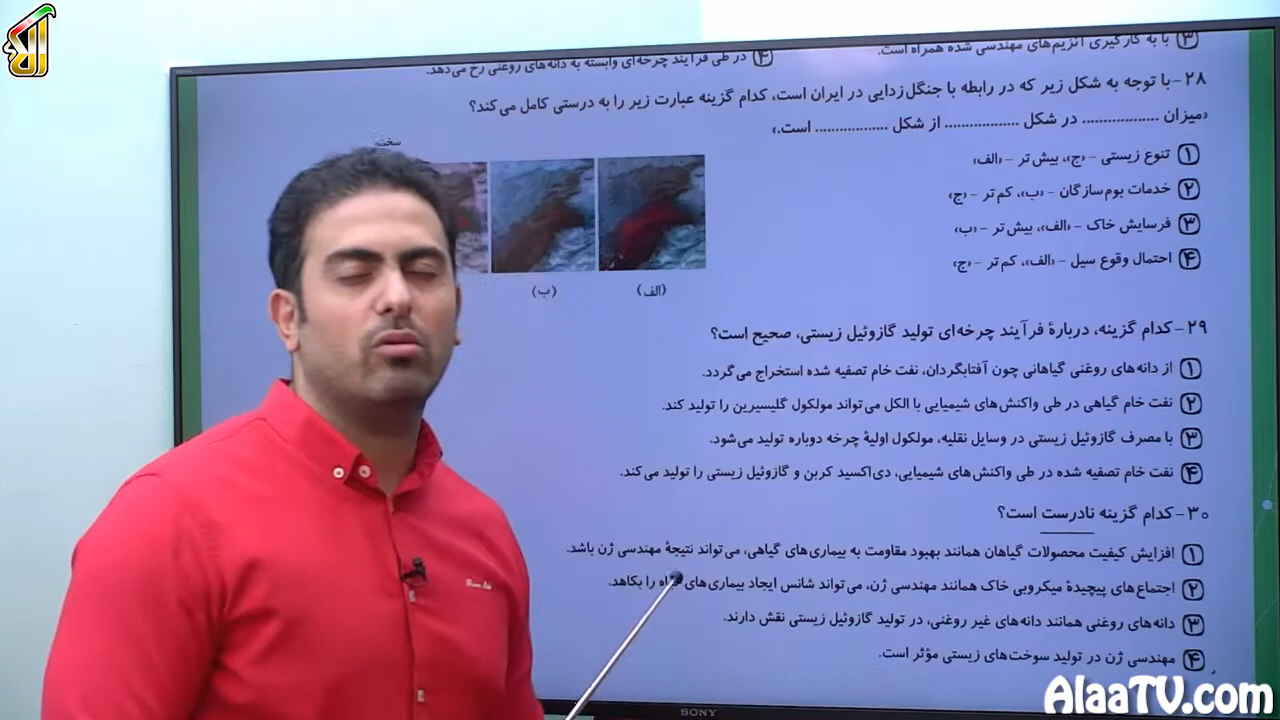 ۳ با به کارگیری آنزیم‌های مهندسی شده همراه است.
۴ در طی فرآیند چرخه‌ای وابسته به دانه‌های روغنی رخ می‌دهد.
۲۸- با توجه به شکل زیر که در رابطه با جنگل‌زدایی در ایران است، کدام گزینه عبارت زیر را به درستی کامل می‌کند؟
«میزان .................. در شکل .................. از شکل .................. است.»
سخت
۱ تنوع زیستی – «ج»، بیش‌تر – «الف»
۲ خدمات بوم‌سازگان – «ب»، کم‌تر – «ج»
۳ فرسایش خاک – «الف»، بیش‌تر – «ب»
۴ احتمال وقوع سیل – «الف»، کم‌تر – «ج»
(الف)
(ب)
۲۹- کدام گزینه، دربارهٔ فرآیند چرخه‌ای تولید گازوئیل زیستی، صحیح است؟
۱ از دانه‌های روغنی گیاهانی چون آفتابگردان، نفت خام تصفیه شده استخراج می‌گردد.
۲ نفت خام گیاهی در طی واکنش‌های شیمیایی با الکل می‌تواند مولکول گلیسیرین را تولید کند.
۳ با مصرف گازوئیل زیستی در وسایل نقلیه، مولکول اولیهٔ چرخه دوباره تولید می‌شود.
۴ نفت خام تصفیه شده در طی واکنش‌های شیمیایی، دی‌اکسید کربن و گازوئیل زیستی را تولید می‌کند.
۳۰- کدام گزینه نادرست است؟
۱ افزایش کیفیت محصولات گیاهان همانند بهبود مقاومت به بیماری‌های گیاهی، می‌تواند نتیجهٔ مهندسی ژن باشد.
۲ اجتماع‌های پیچیدهٔ میکروبی خاک همانند مهندسی ژن، می‌تواند شانس ایجاد بیماری‌های را بکاهد.
۳ دانه‌های روغنی همانند دانه‌های غیر روغنی، در تولید گازوئیل زیستی نقش دارند.
۴ مهندسی ژن در تولید سوخت‌های زیستی مؤثر است.
SONY
AlaaTV.com